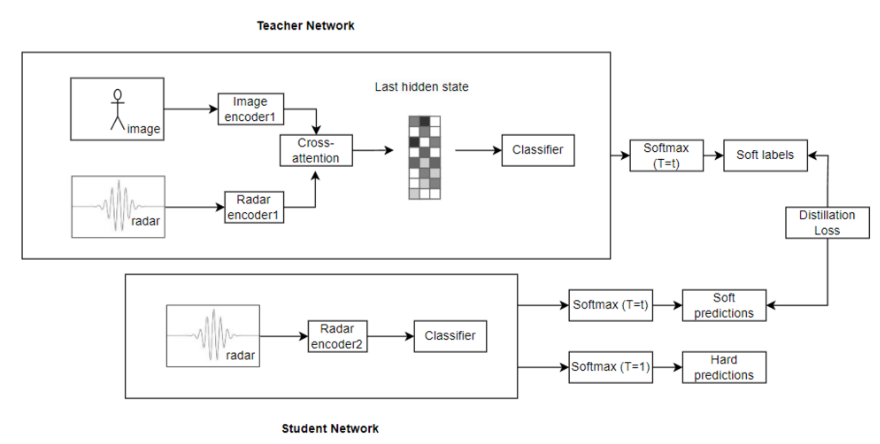 Teacher Network
image
Image
encoder1
Last hidden state
Cross-
attention
radar
Radar
encoder1
Classifier
Softmax
(T=t)
Soft labels
Distillation
Loss
radar
Radar
encoder2
Classifier
Softmax (T=t)
Soft
predictions
Softmax (T=1)
Hard
predictions
Student Network